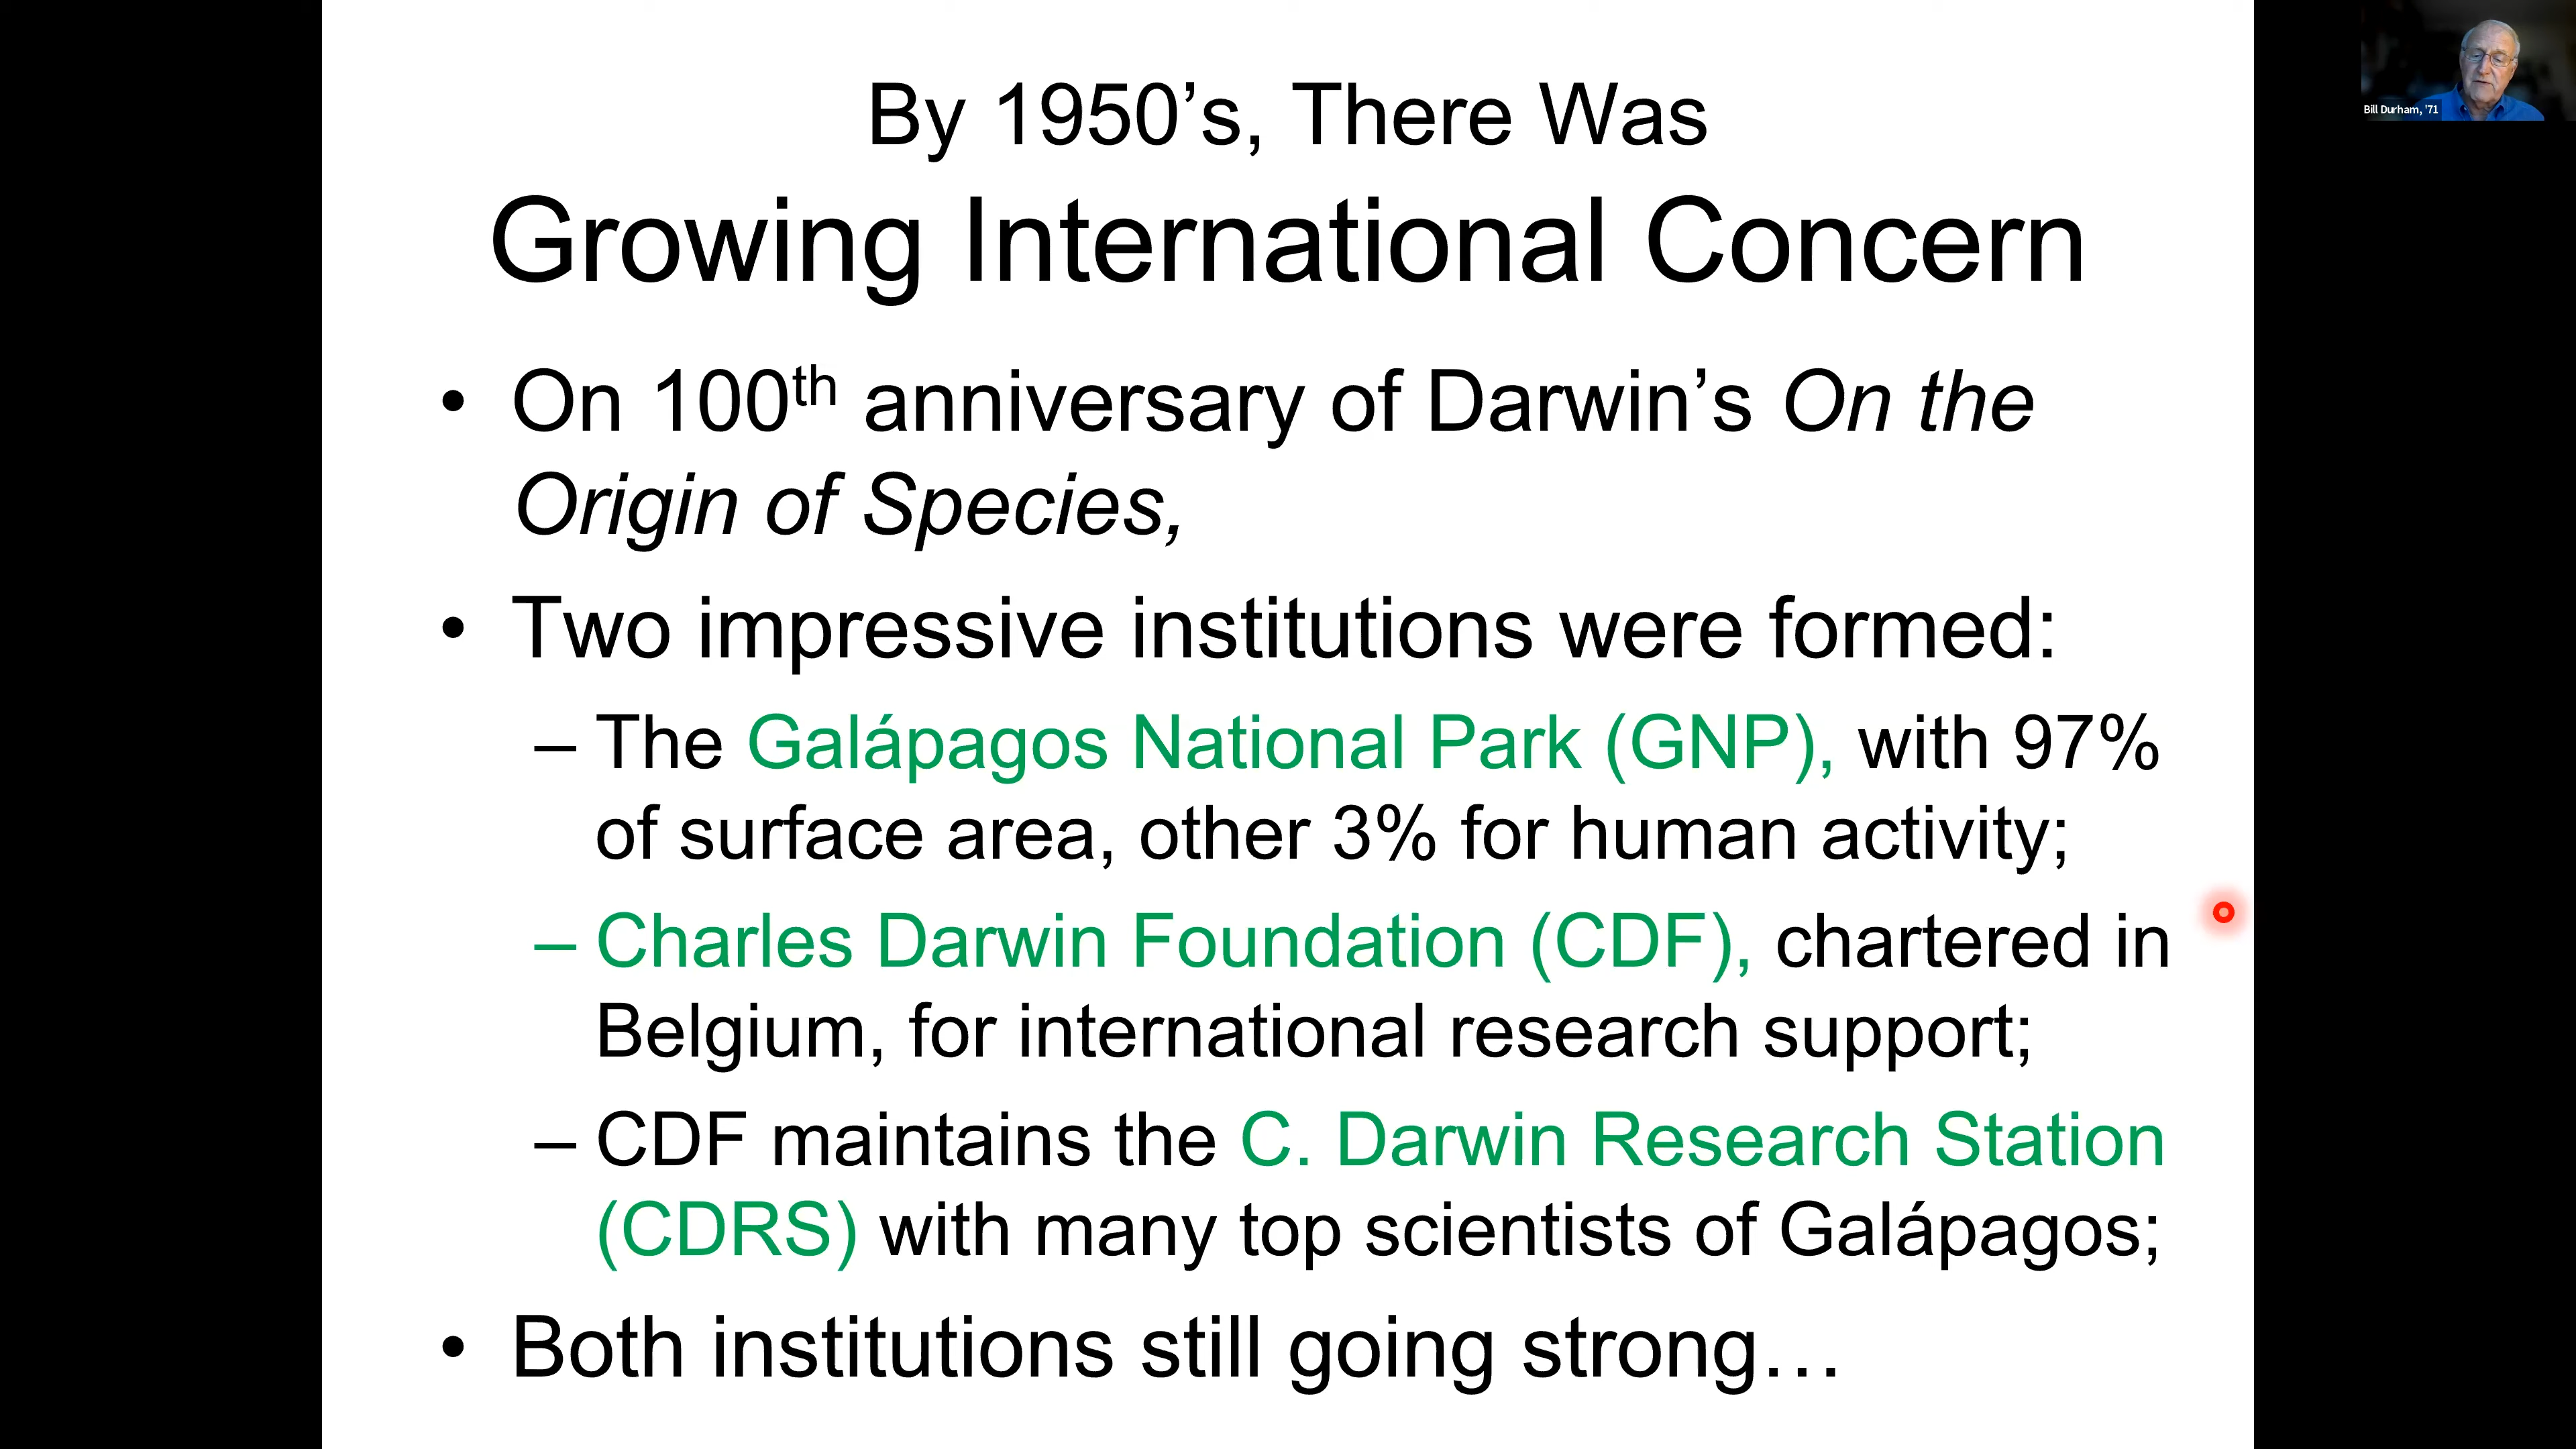 By 1950’s, There Was
Growing International Concern
• On 100th anniversary of Darwin’s On the
Origin of Species,
• Two impressive institutions were formed:
– The Galápagos National Park (GNP), with 97%
of surface area, other 3% for human activity;
– Charles Darwin Foundation (CDF), chartered in
Belgium, for international research support;
– CDF maintains the C. Darwin Research Station
(CDRS) with many top scientists of Galápagos;
• Both institutions still going strong…
Bill Durham, '71